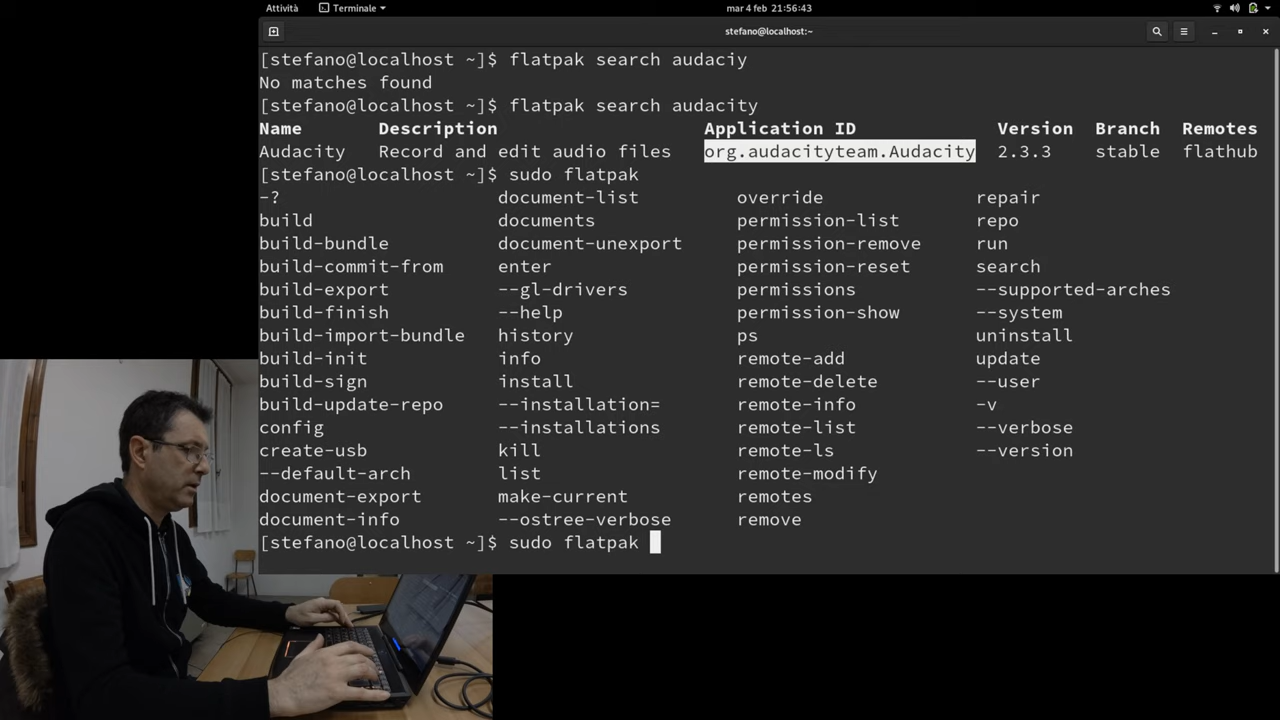 Attività Terminale mar 4 feb 21:56:43
stefano@localhost:~
[stefano@localhost ~]$ flatpak search audaciy
No matches found
[stefano@localhost ~]$ flatpak search audacity
Name Description Application ID Version Branch Remotes
Audacity Record and edit audio files org.audacityteam.Audacity 2.3.3 stable flathub
[stefano@localhost ~]$ sudo flatpak
-? document-list override repair
build documents permission-list repo
build-bundle document-unexport permission-remove run
build-commit-from enter permission-reset search
build-export --gl-drivers permissions --supported-arches
build-finish --help permission-show --system
build-import-bundle history ps uninstall
build-init info remote-add update
build-sign install remote-delete --user
build-update-repo --installation= remote-info -v
config --installations remote-list --verbose
create-usb kill remote-ls --version
--default-arch list remote-modify
document-export make-current remotes
document-info --ostree-verbose remove
[stefano@localhost ~]$ sudo flatpak